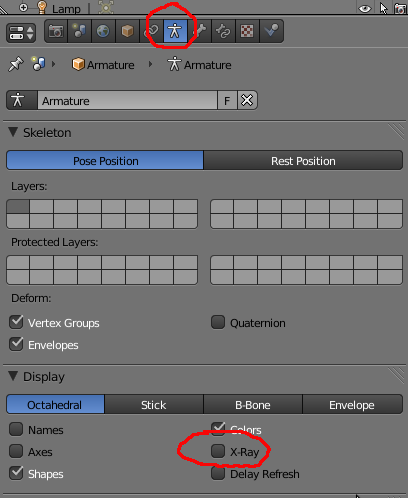 Lamp
Armature Armature
Armature F
Skeleton
Pose Position Rest Position
Layers:
Protected Layers:
Deform:
Vertex Groups Quaternion
Envelopes
Display
Octahedral Stick B-Bone Envelope
Names Colors
Axes X-Ray
Shapes Delay Refresh